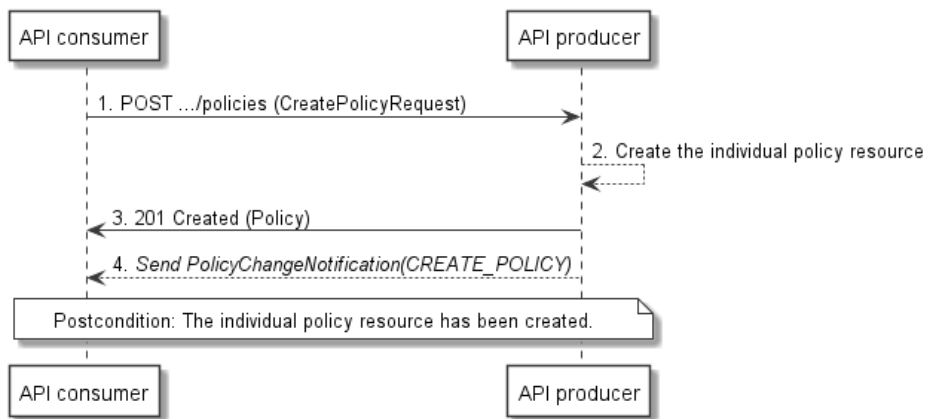 API consumer
API producer
1. POST .../policies (CreatePolicyRequest)
2. Create the individual policy resource
3. 201 Created (Policy)
4. Send PolicyChangeNotification(CREATE_POLICY)
Postcondition: The individual policy resource has been created.
API consumer
API producer